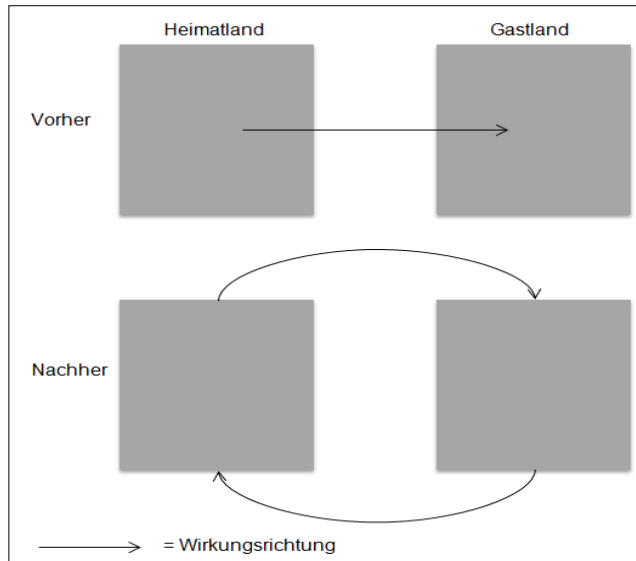 Heimatland Gastland
Vorher
Nachher
= Wirkungsrichtung